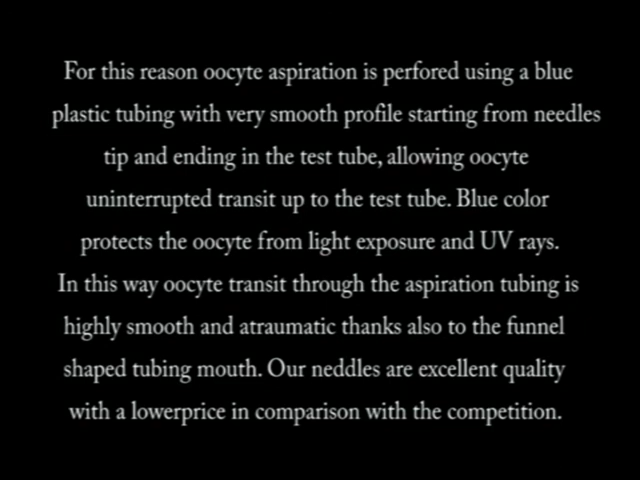 For this reason oocyte aspiration is perfored using a blue
plastic tubing with very smooth profile starting from needles
tip and ending in the test tube, allowing oocyte
uninterrupted transit up to the test tube. Blue color
protects the oocyte from light exposure and UV rays.
In this way oocyte transit through the aspiration tubing is
highly smooth and atraumatic thanks also to the funnel
shaped tubing mouth. Our neddles are excellent quality
with a lowerprice in comparison with the competition.